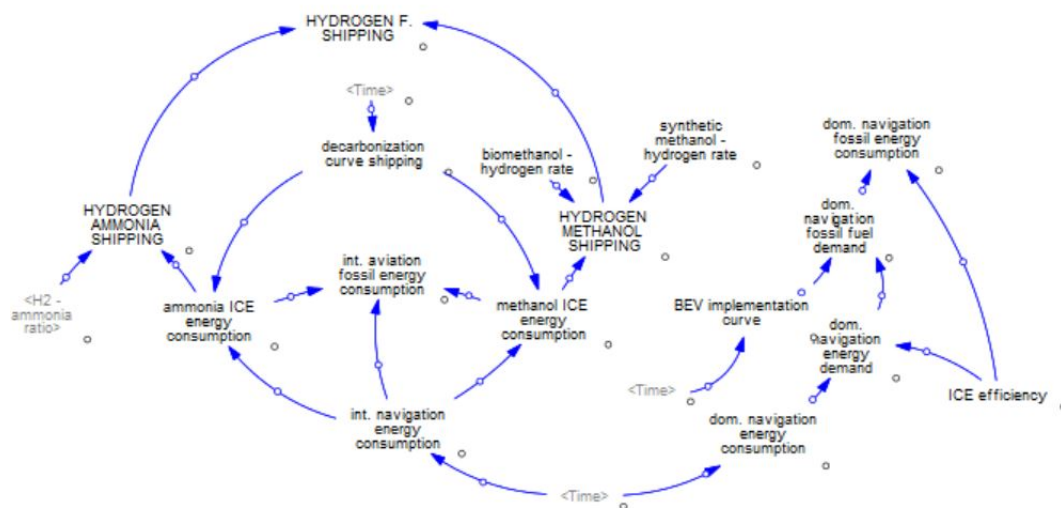 HYDROGEN F.
SHIPPING
<Time>
decarbonization
curve shipping
biomethanol -
hydrogen rate
synthetic
methanol -
hydrogen rate
dom. navigation
fossil energy
consumption
HYDROGEN
AMMONIA
SHIPPING
HYDROGEN
METHANOL
SHIPPING
dom.
navigation
fossil fuel
demand
<H2 -
ammonia
ratio>
ammonia ICE
energy
consumption
int. aviation
fossil energy
consumption
methanol ICE
energy
consumption
BEV implementation
curve
dom.
navigation
energy
demand
<Time>
ICE efficiency
int. navigation
energy
consumption
dom. navigation
energy
consumption
<Time>